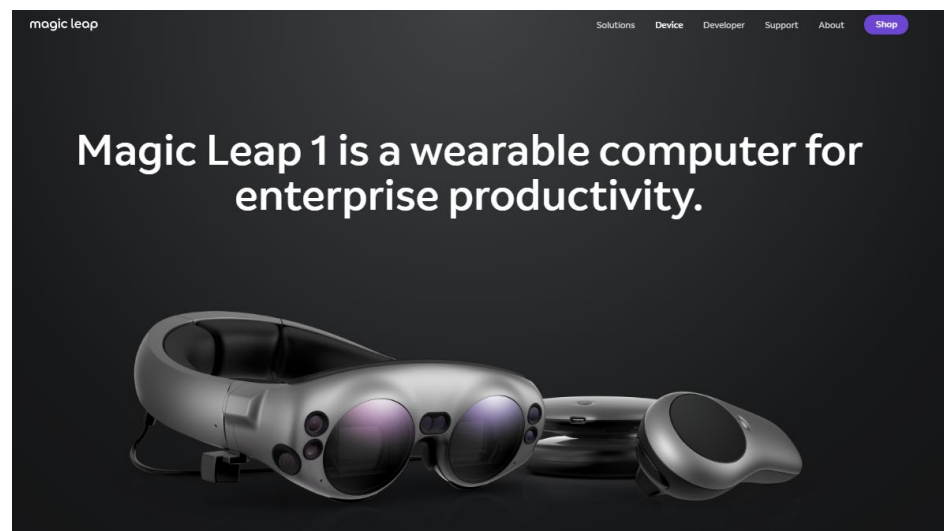 magic leap
Solutions Device Developer Support About Shop
Magic Leap 1 is a wearable computer for
enterprise productivity.